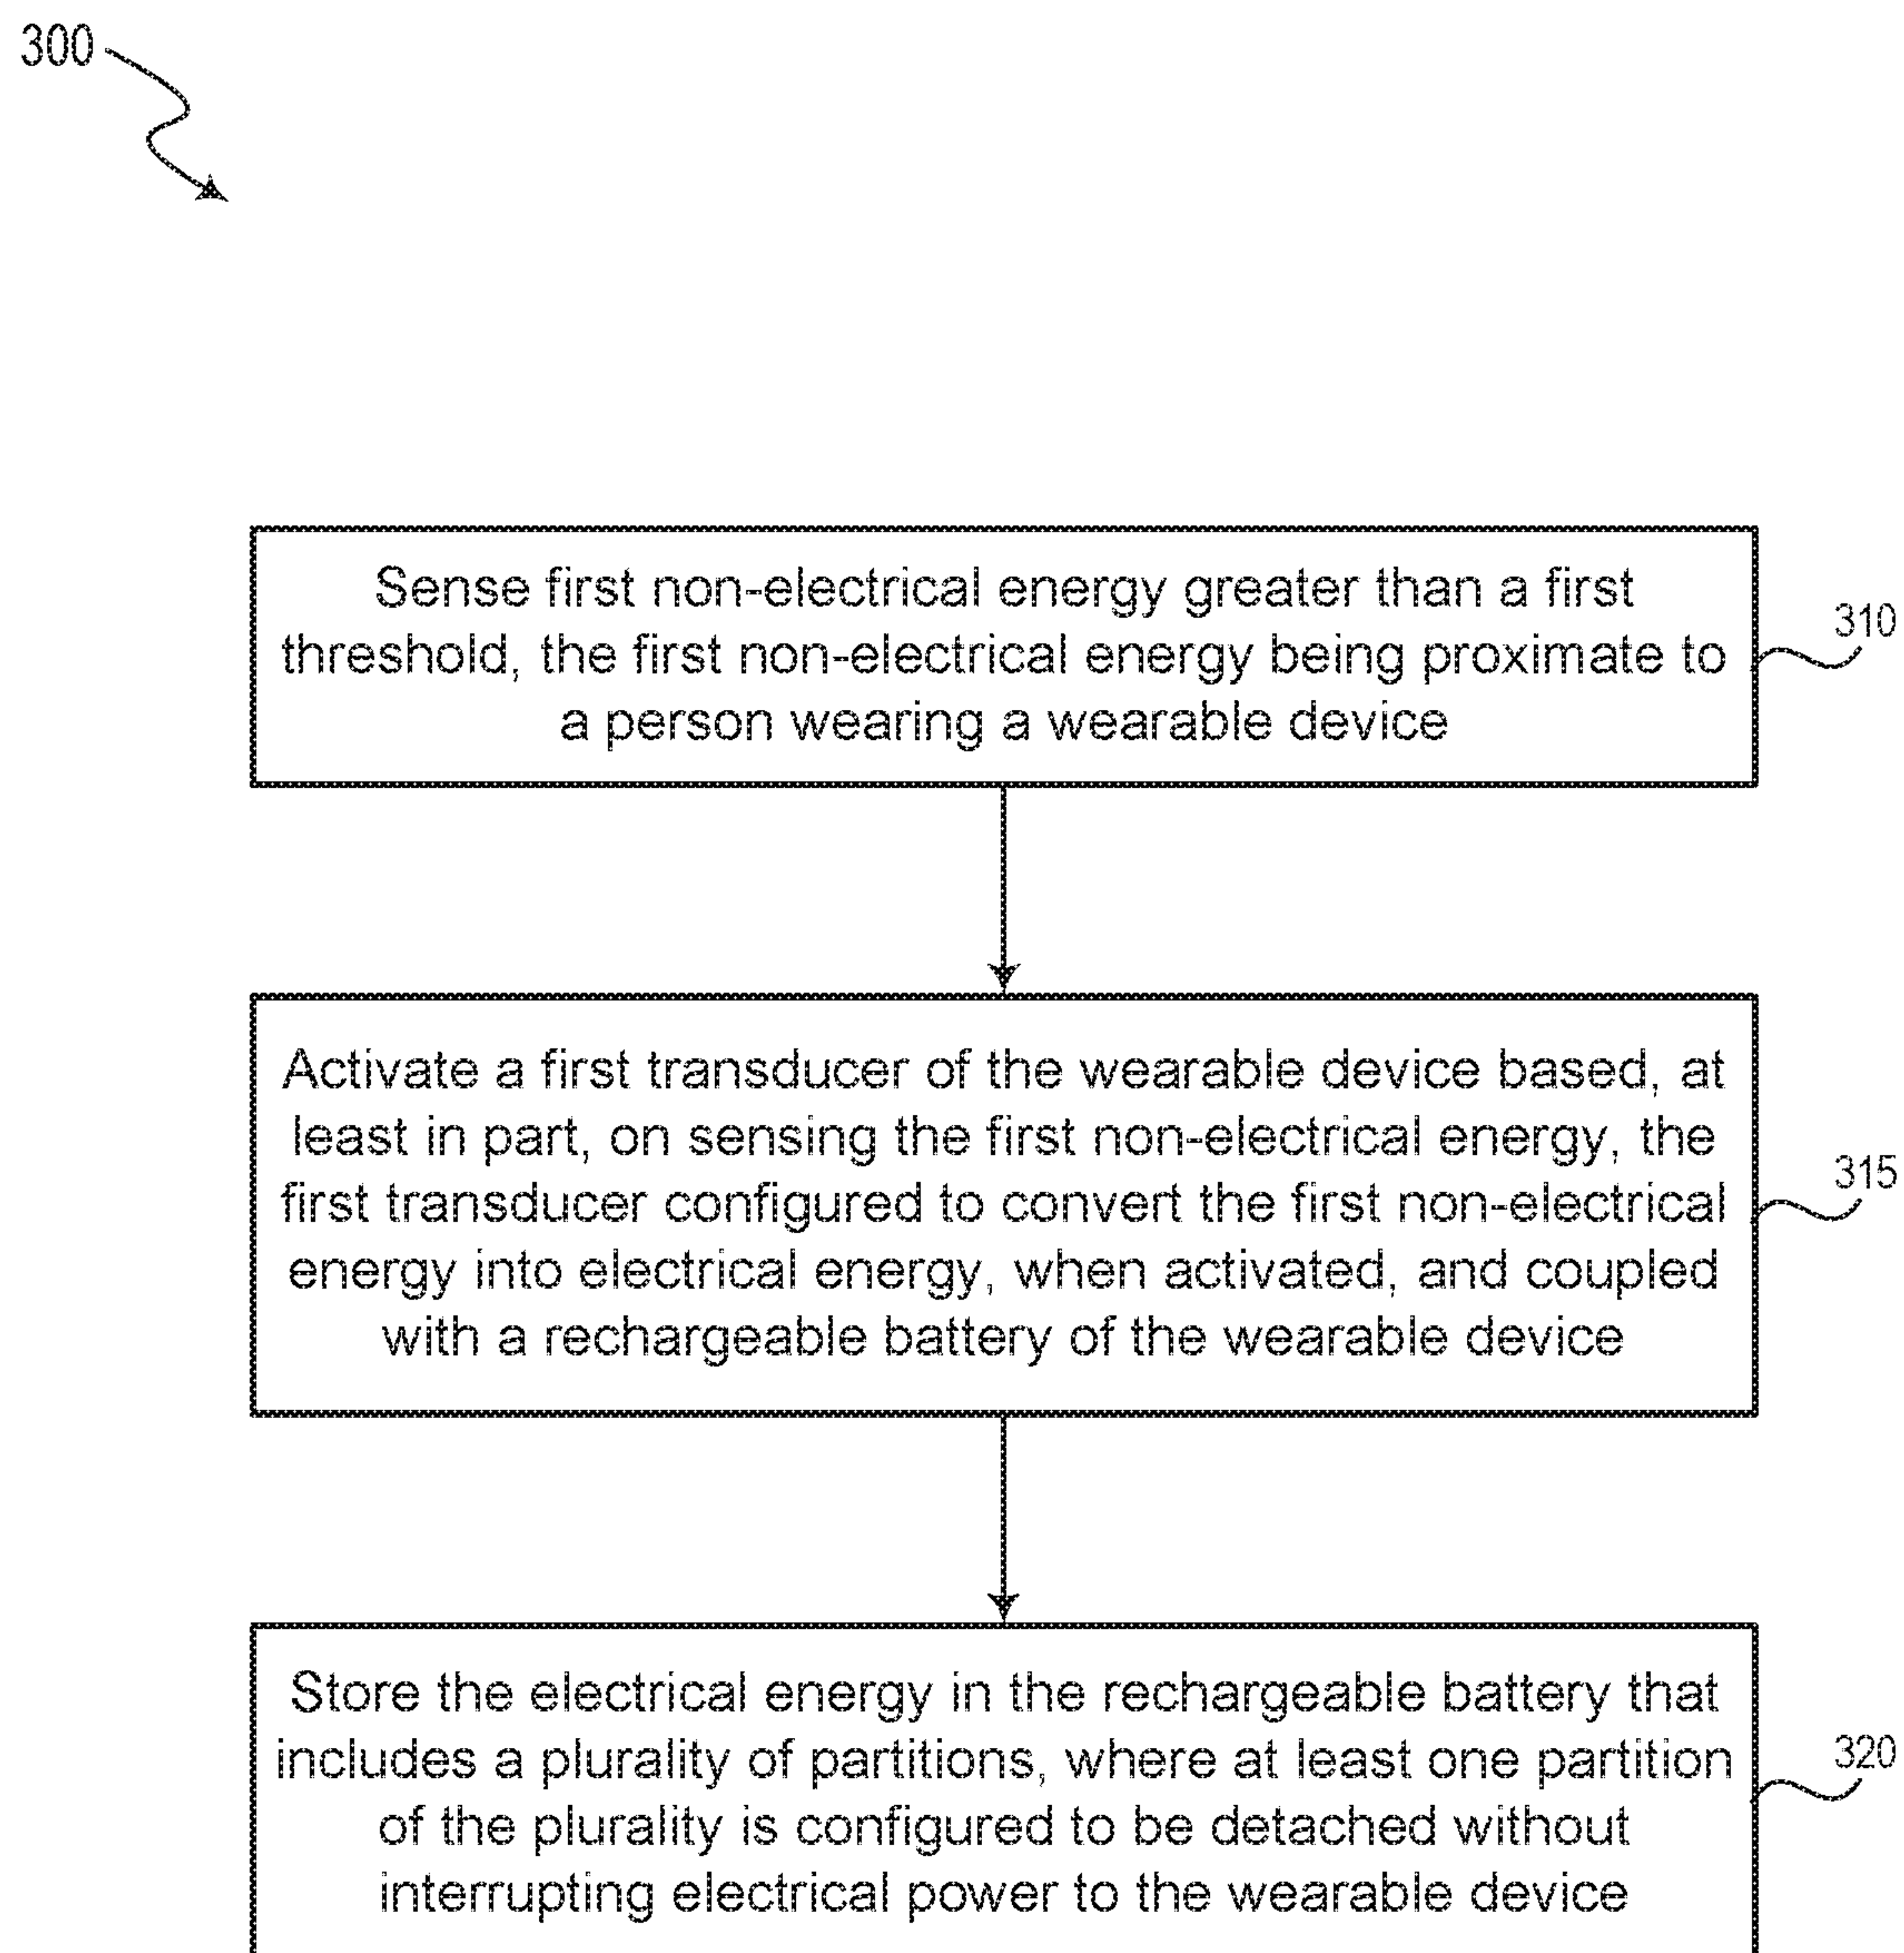 300
Sense first non-electrical energy greater than a first
threshold, the first non-electrical energy being proximate to
a person wearing a wearable device
310
Activate a first transducer of the wearable device based, at
least in part, on sensing the first non-electrical energy, the
first transducer configured to convert the first non-electrical
energy into electrical energy, when activated, and coupled
with a rechargeable battery of the wearable device
315
Store the electrical energy in the rechargeable battery that
includes a plurality of partitions, where at least one partition
of the plurality is configured to be detached without
interrupting electrical power to the wearable device
320